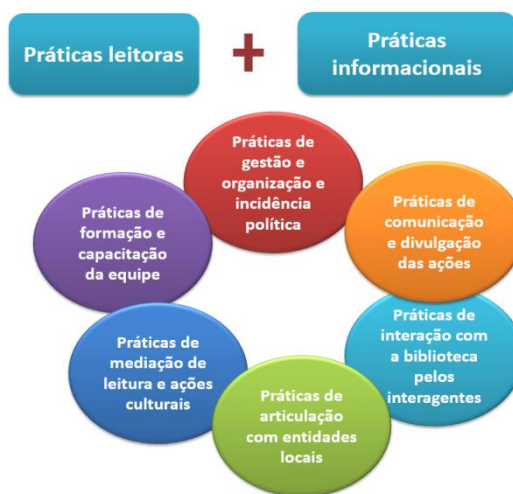 Práticas leitoras
+
Práticas
informacionais
Práticas de
gestão e
organização e
incidência
política
Práticas de
comunicação
e divulgação
das ações
Práticas de
interação com
a biblioteca
pelos
interagentes
Práticas de
articulação
com entidades
locais
Práticas de
mediação de
leitura e ações
culturais
Práticas de
formação e
capacitação
da equipe